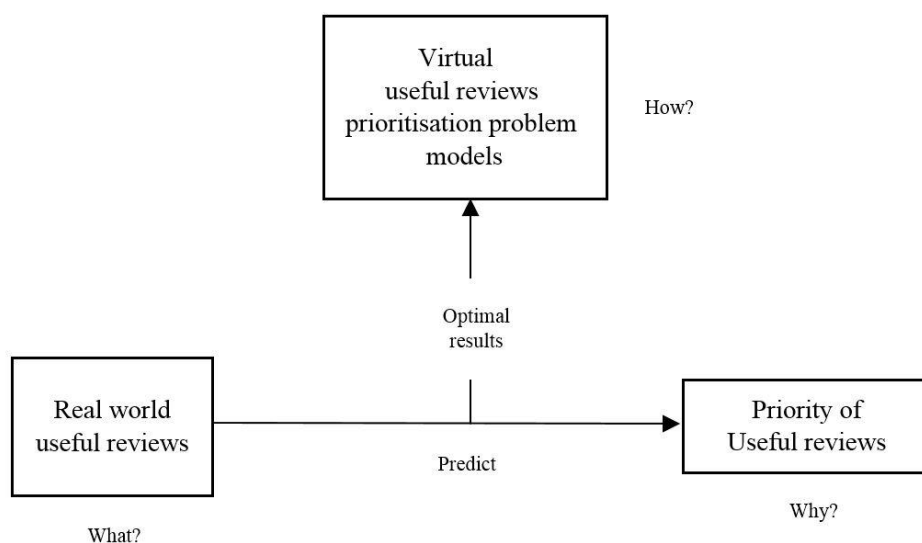 Virtual
useful reviews
prioritisation problem
models
How?
Optimal
results
Real world
useful reviews
Priority of
Useful reviews
Predict
What?
Why?